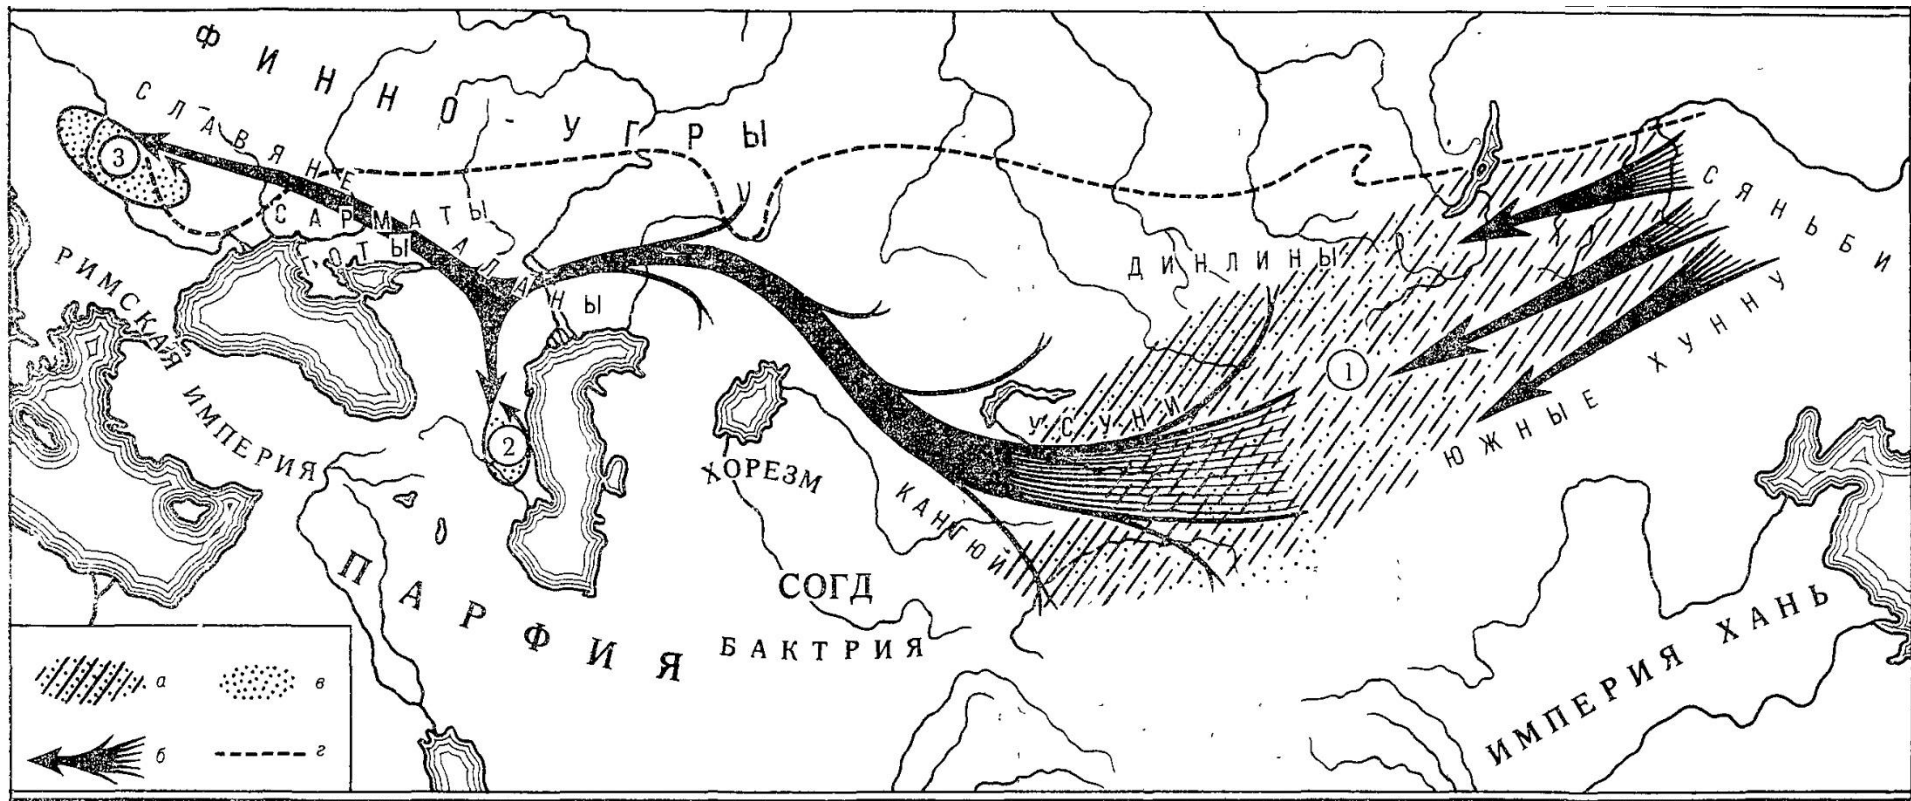 ФИННО-УГРЫ
СЛАВЯНЕ
3
САРМАТЫ
ГОТЫ
АЛАНЫ
РИМСКАЯ ИМПЕРИЯ
2
ХОРЕЗМ
КАНГЮЙ
УСУНИ
ДИНЛИНЫ
1
СЯНЬБИ
ЮЖНЫЕ ХУННУ
СОГД
ПАРФИЯ
БАКТРИЯ
ИМПЕРИЯ ХАНЬ
а
в
б
г